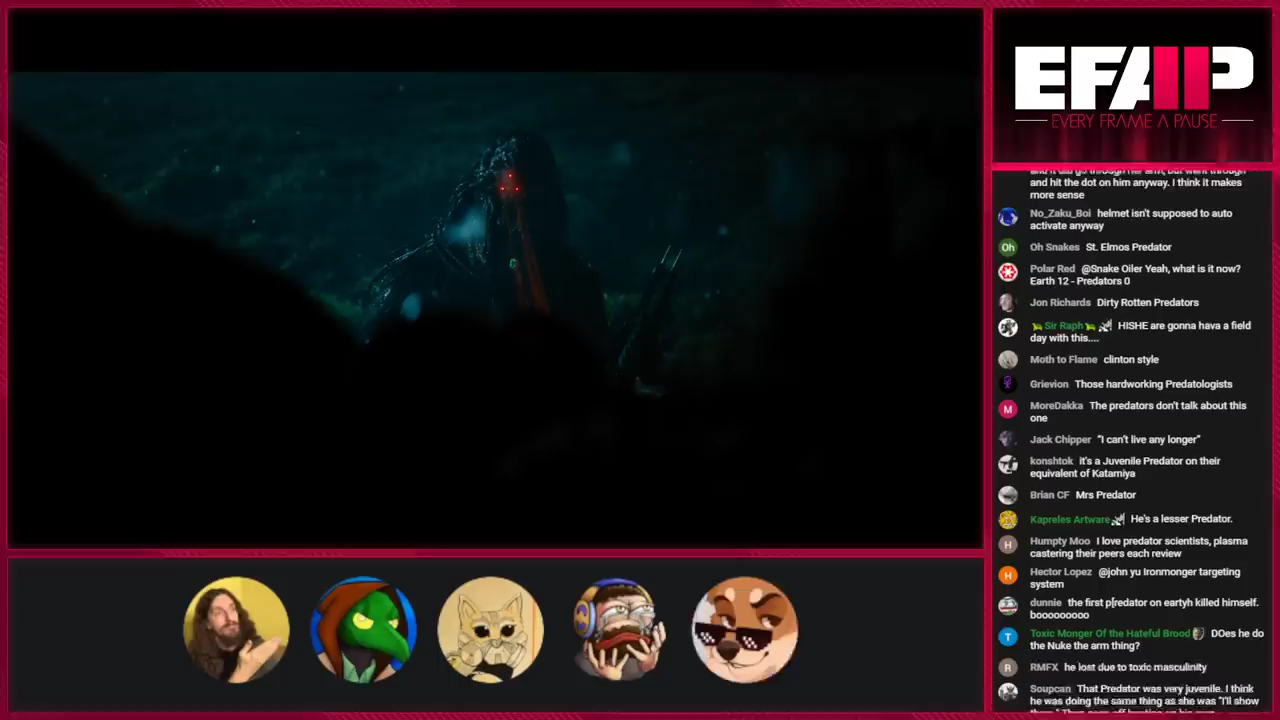 EFAP
EVERY FRAME A PAUSE
and hit the dot on him anyway. I think it makes
more sense
No_Zaku_Boi helmet isn't supposed to auto
activate anyway
Oh
Oh Snakes St. Elmos Predator
Polar Red @Snake Oiler Yeah, what is it now?
Earth 12 - Predators 0
Jon Richards Dirty Rotten Predators
Sir Raph HISHE are gonna hava a field
day with this....
Moth to Flame clinton style
Grievion Those hardworking Predatologists
M
MoreDakka The predators don't talk about this
one
Jack Chipper “I can't live any longer”
konshtok it's a Juvenile Predator on their
equivalent of Katamiya
Brian CF Mrs Predator
Kapreles Artware He's a lesser Predator.
H
Humpty Moo I love predator scientists, plasma
castering their peers each review
H
Hector Lopez @john yu Ironmonger targeting
system
dunnie the first p[redator on eartyh killed himself.
booooooooo
T
Toxic Monger Of the Hateful Brood DOes he do
the Nuke the arm thing?
R
RMFX he lost due to toxic masculinity
Soupcan That Predator was very juvenile. I think
he was doing the same thing as she was "I'll show